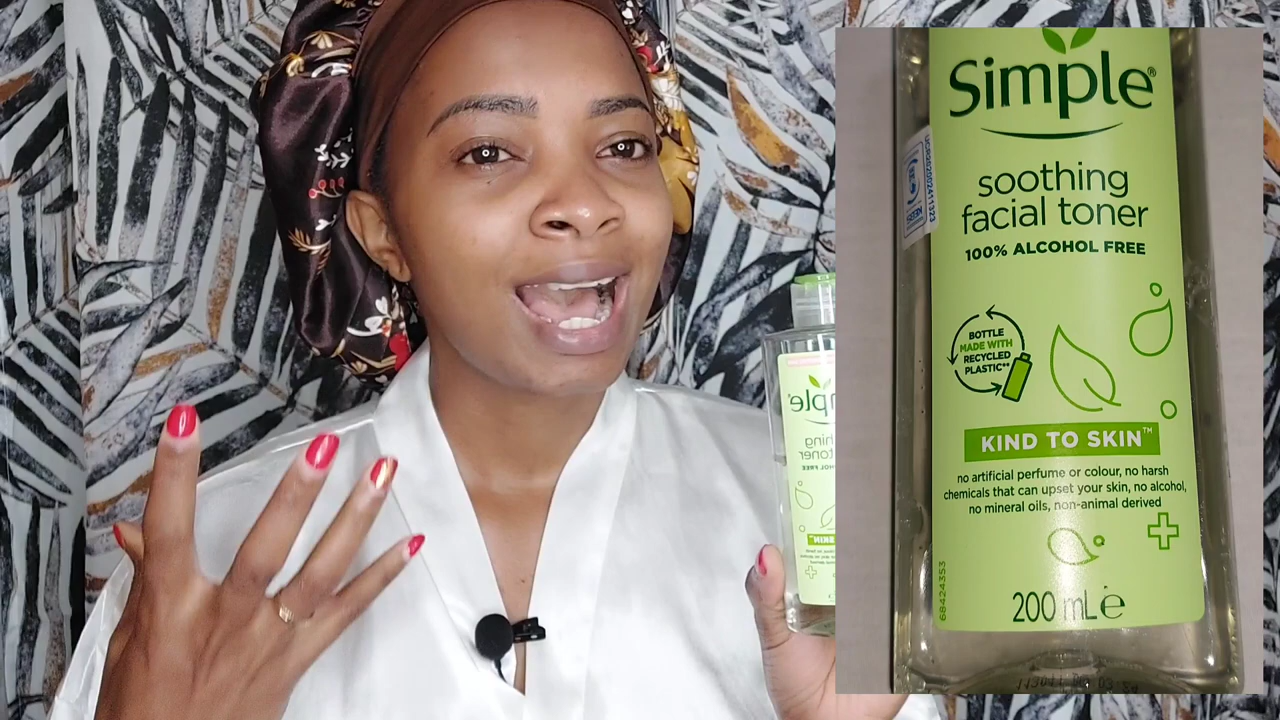 Simple®
soothing
facial toner
100% ALCOHOL FREE
BOTTLE
MADE WITH
RECYCLED
PLASTIC**
KIND TO SKIN™
no artificial perfume or colour, no harsh
chemicals that can upset your skin, no alcohol,
no mineral oils, non-animal derived
68424353
200 mL e